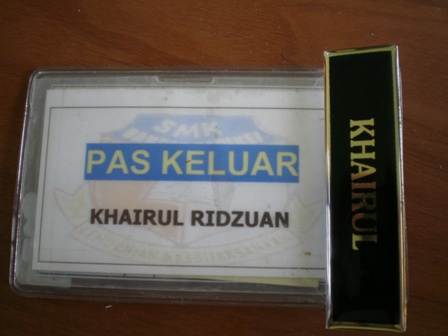 SMK
PAS KELUAR
KHAIRUL RIDZUAN
KHAIRUL